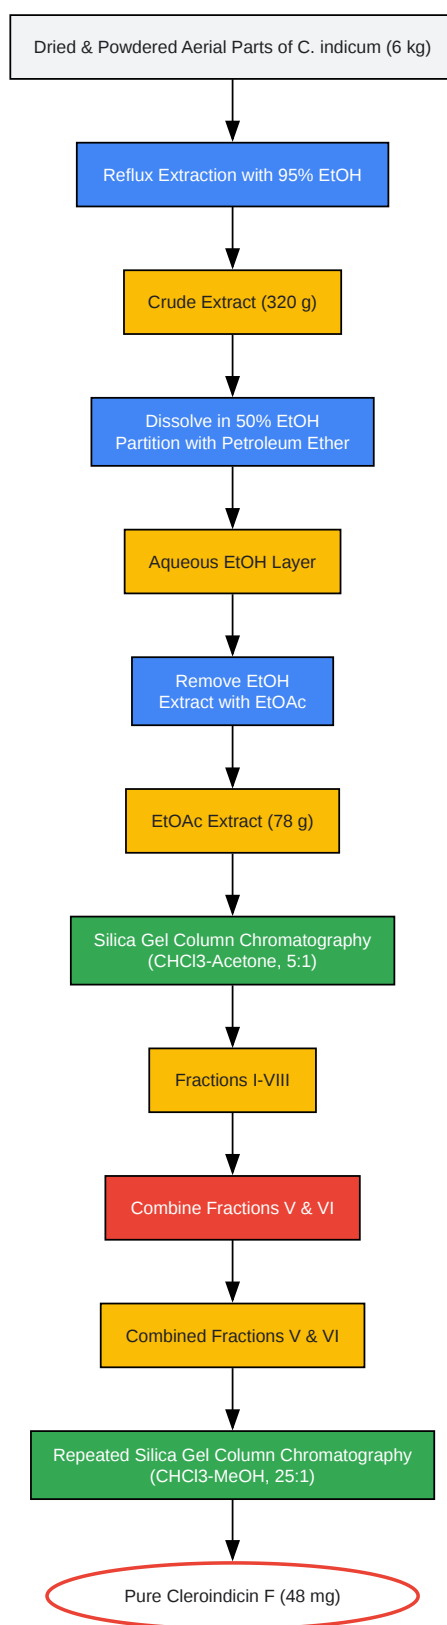 Dried & Powdered Aerial Parts of C. indicum (6 kg)
Reflux Extraction with 95% EtOH
Crude Extract (320 g)
Dissolve in 50% EtOH
Partition with Petroleum Ether
Aqueous EtOH Layer
Remove EtOH
Extract with EtOAc
EtOAc Extract (78 g)
Silica Gel Column Chromatography
(CHCl3-Acetone, 5:1)
Fractions I-VIII
Combine Fractions V & VI
Combined Fractions V & VI
Repeated Silica Gel Column Chromatography
(CHCl3-MeOH, 25:1)
Pure Cleroindicin F (48 mg)